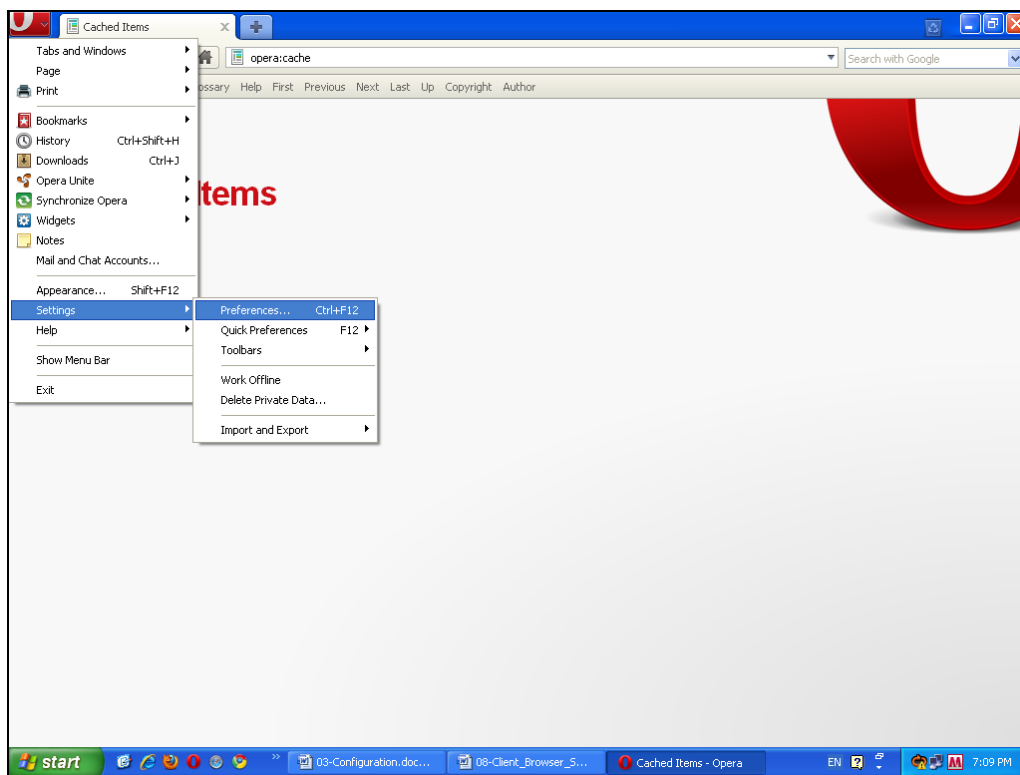 Cached Items
Tabs and Windows
opera:cache
Search with Google
Page
Print
ossary Help First Previous Next Last Up Copyright Author
Bookmarks
History Ctrl+Shift+H
Downloads Ctrl+J
Opera Unite
Items
Synchronize Opera
Widgets
Notes
Mail and Chat Accounts...
Appearance... Shift+F12
Settings
Preferences... Ctrl+F12
Help
Quick Preferences F12
Toolbars
Show Menu Bar
Work Offline
Exit
Delete Private Data...
Import and Export
start
03-Configuration.doc...
08-Client_Browser_S...
Cached Items - Opera
EN
7:09 PM